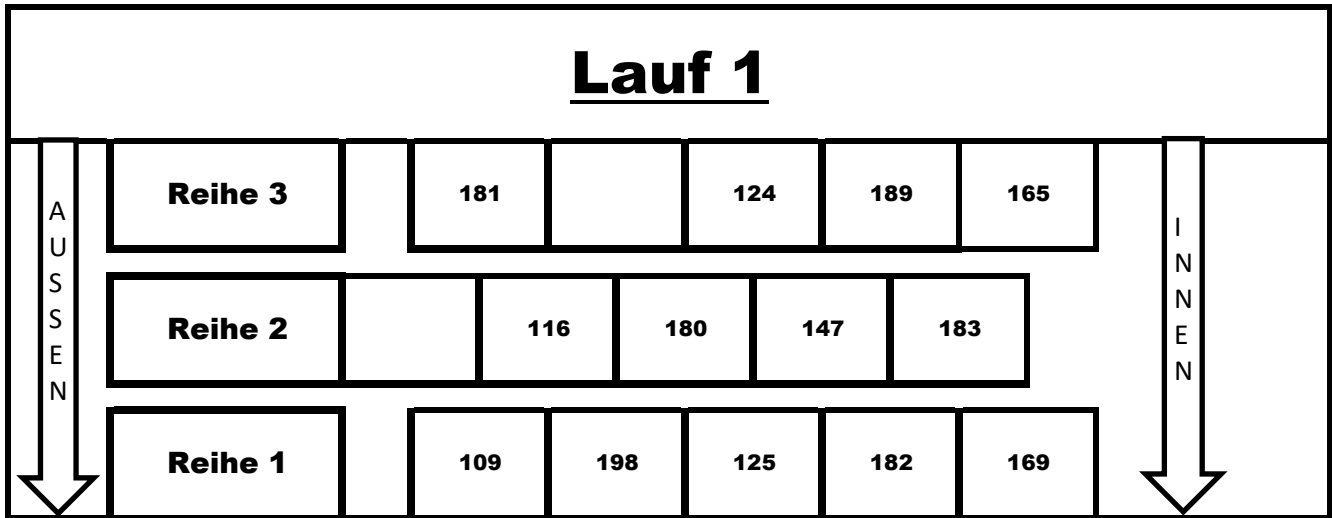 Lauf 1
AUSSEN
Reihe 3 181 124 189 165
Reihe 2 116 180 147 183
Reihe 1 109 198 125 182 169
INNEN